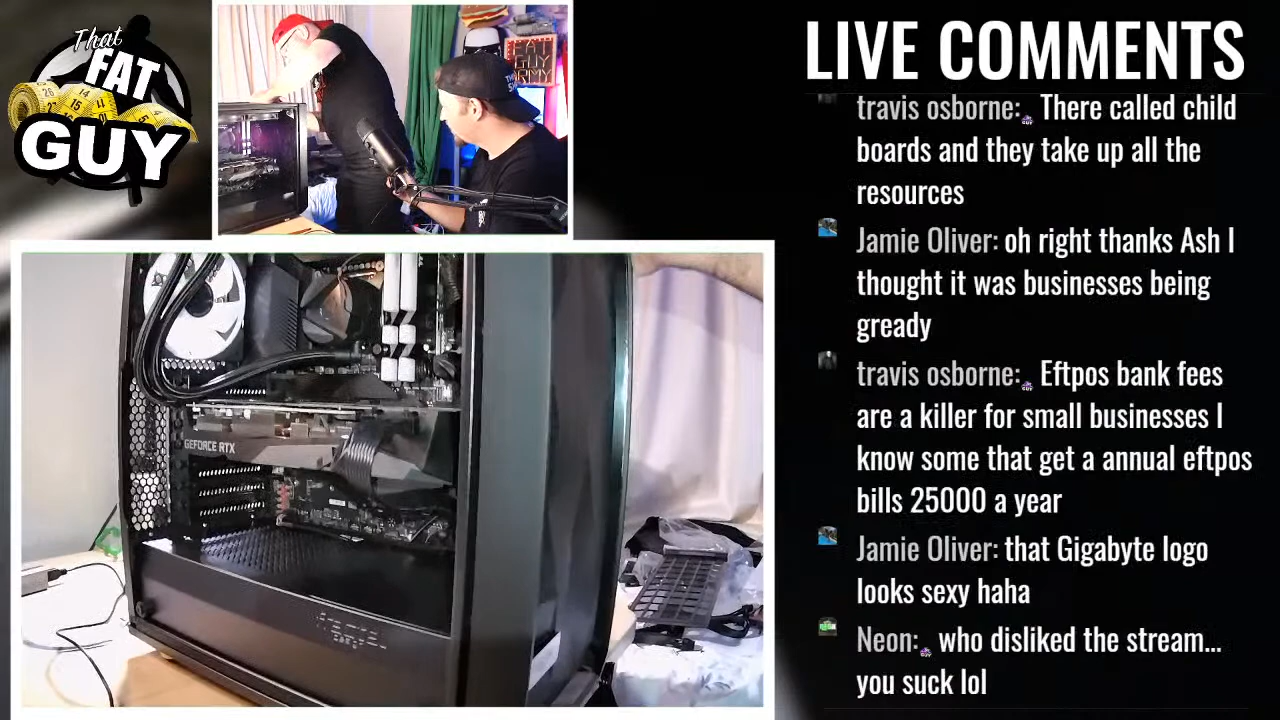 That
FAT
GUY
FAT
GUY
ARMY
GEFORCE RTX
LIVE COMMENTS
travis osborne: There called child
boards and they take up all the
resources
Jamie Oliver: oh right thanks Ash I
thought it was businesses being
gready
travis osborne: Eftpos bank fees
are a killer for small businesses I
know some that get a annual eftpos
bills 25000 a year
Jamie Oliver: that Gigabyte logo
looks sexy haha
Neon: who disliked the stream...
you suck lol